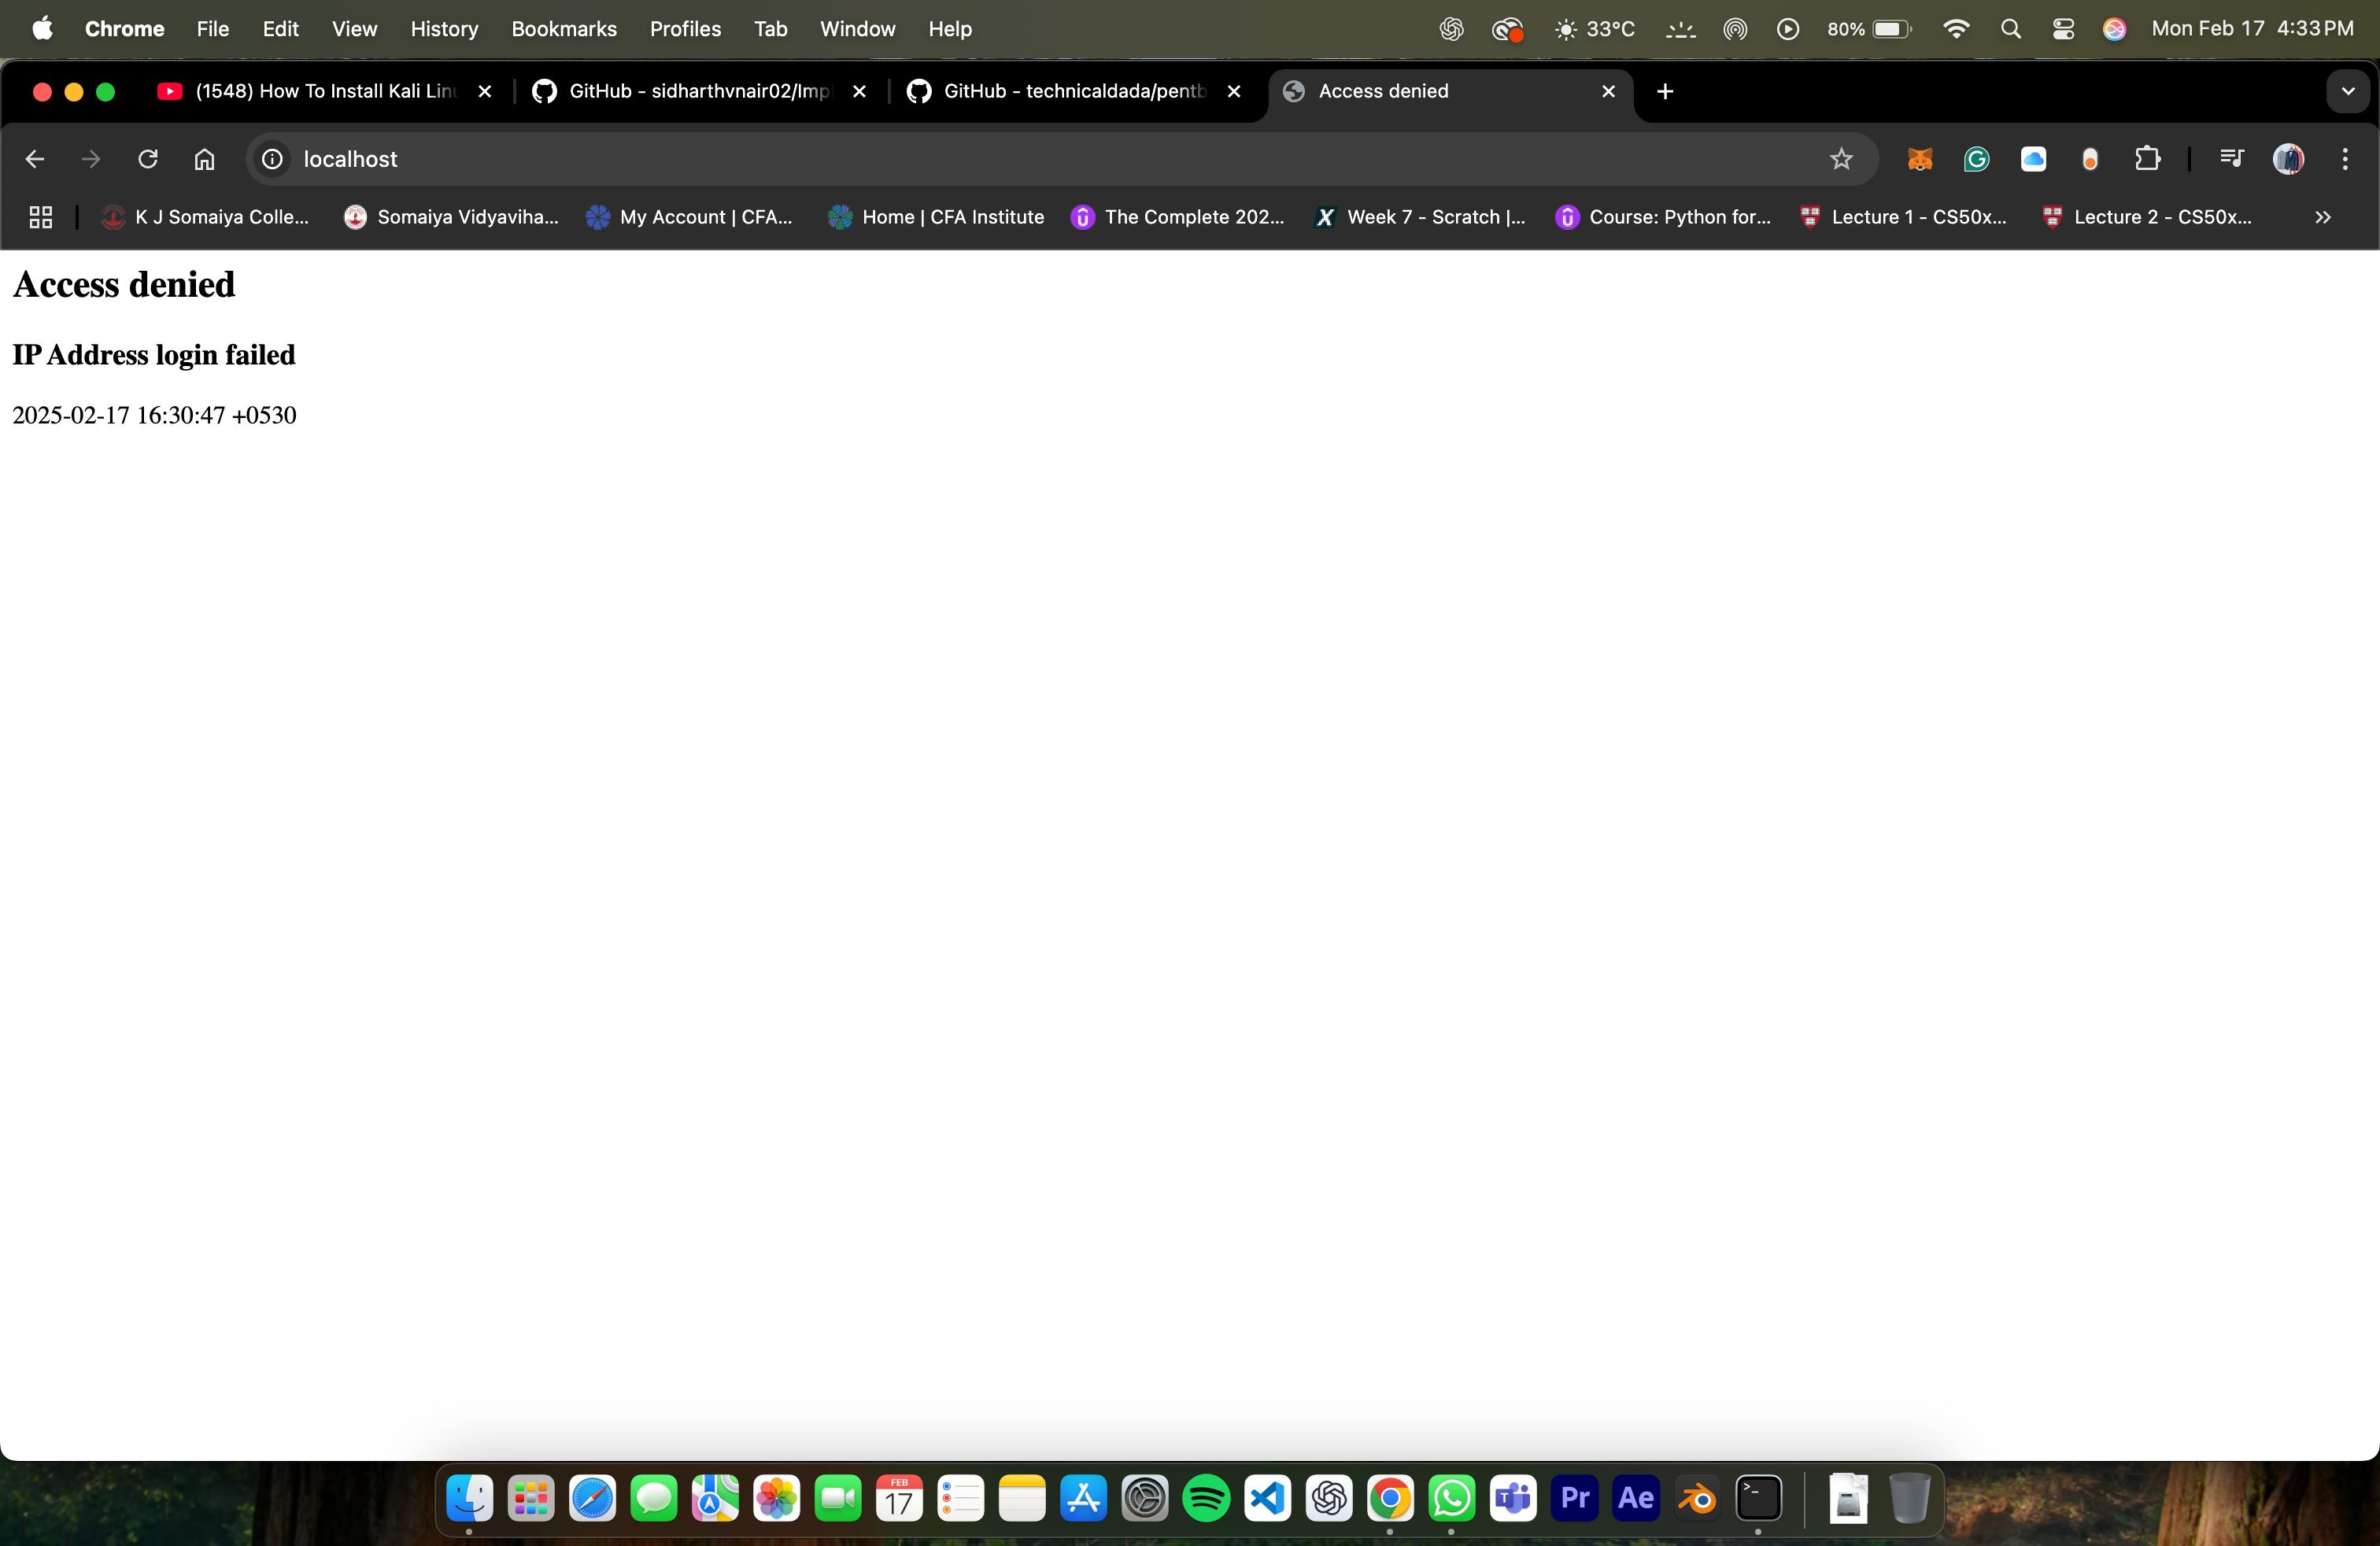 Chrome File Edit View History Bookmarks Profiles Tab Window Help 33°C 80% Mon Feb 17 4:33 PM
(1548) How To Install Kali Linu GitHub - sidharthvnair02/Imp GitHub - technicaldada/pentb Access denied
localhost
K J Somaiya Colle... Somaiya Vidyaviha... My Account | CFA... Home | CFA Institute The Complete 202... Week 7 - Scratch |... Course: Python for... Lecture 1 - CS50x... Lecture 2 - CS50x...
Access denied
IP Address login failed
2025-02-17 16:30:47 +0530
FEB
17
Pr
Ae